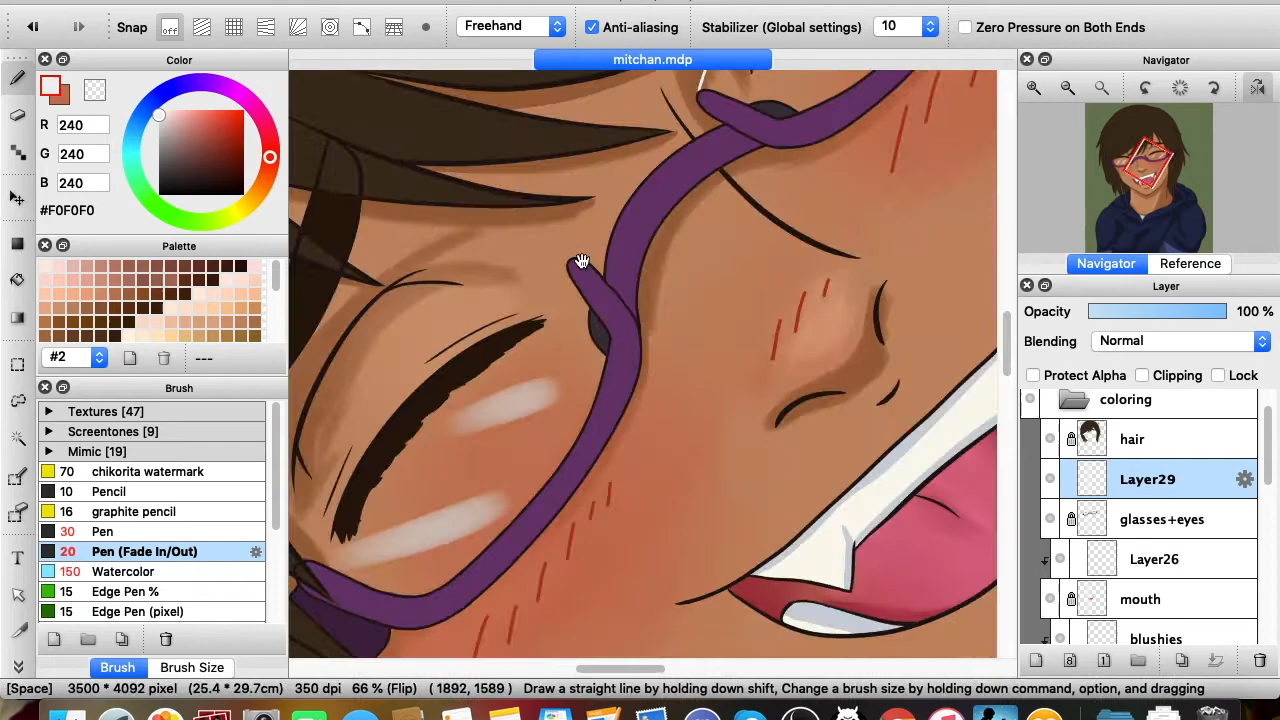 Snap off Freehand Anti-aliasing Stabilizer (Global settings) 10 Zero Pressure on Both Ends
Color
mitchan.mdp
Navigator
R 240
G 240
B 240
#F0F0F0
Palette
#2 ---
Brush
Textures [47]
Screentones [9]
Mimic [19]
70 chikorita watermark
10 Pencil
16 graphite pencil
30 Pen
20 Pen (Fade In/Out)
150 Watercolor
15 Edge Pen %
15 Edge Pen (pixel)
Brush Brush Size
Navigator Reference
Layer
Opacity 100 %
Blending Normal
Protect Alpha Clipping Lock
coloring
hair
Layer29
glasses+eyes
Layer26
mouth
blushies
8 1
T
[Space] 3500 * 4092 pixel (25.4 * 29.7cm) 350 dpi 66 % (Flip) ( 1892, 1589 ) Draw a straight line by holding down shift, Change a brush size by holding down command, option, and dragging